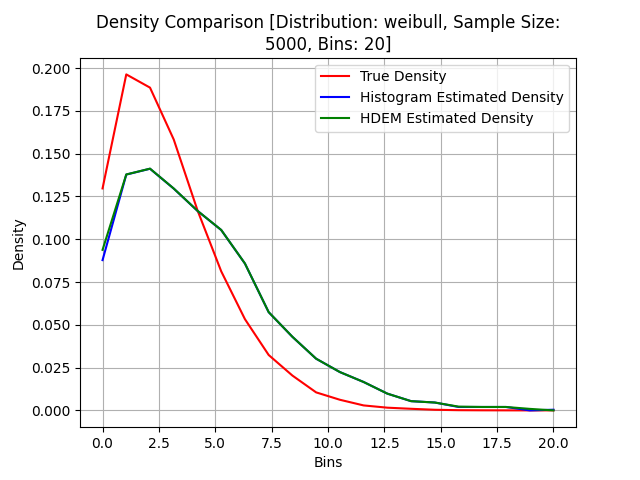 Density Comparison [Distribution: weibull, Sample Size:
5000, Bins: 20]
True Density
Histogram Estimated Density
HDEM Estimated Density
Density
0.200
0.175
0.150
0.125
0.100
0.075
0.050
0.025
0.000
0.0 2.5 5.0 7.5 10.0 12.5 15.0 17.5 20.0
Bins